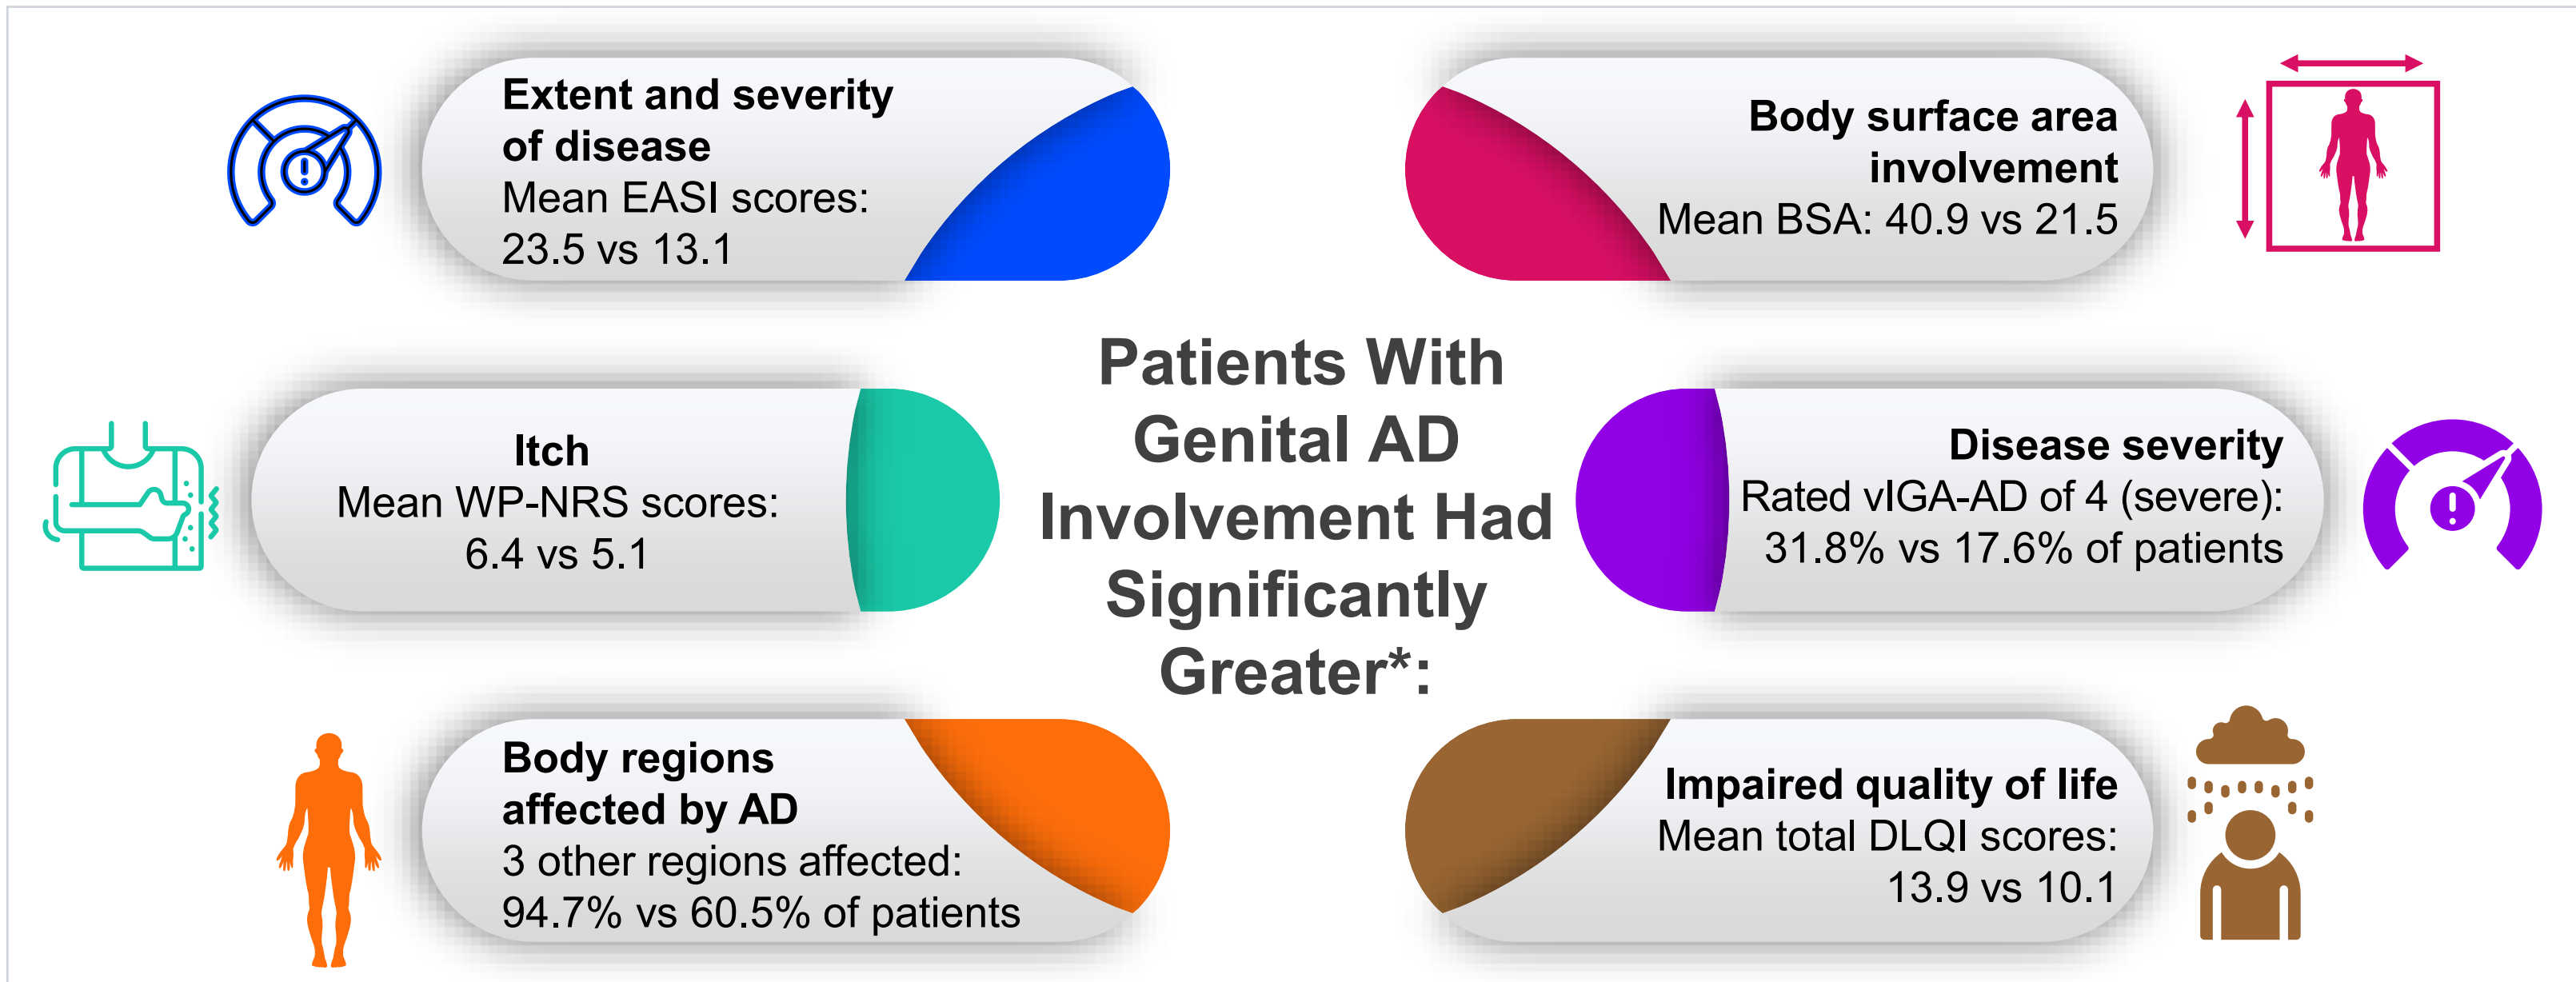 Extent and severity
of disease
Mean EASI scores:
23.5 vs 13.1
Body surface area
involvement
Mean BSA: 40.9 vs 21.5
Patients With
Genital AD
Involvement Had
Significantly
Greater*:
Itch
Mean WP-NRS scores:
6.4 vs 5.1
Disease severity
Rated vIGA-AD of 4 (severe):
31.8% vs 17.6% of patients
Body regions
affected by AD
3 other regions affected:
94.7% vs 60.5% of patients
Impaired quality of life
Mean total DLQI scores:
13.9 vs 10.1